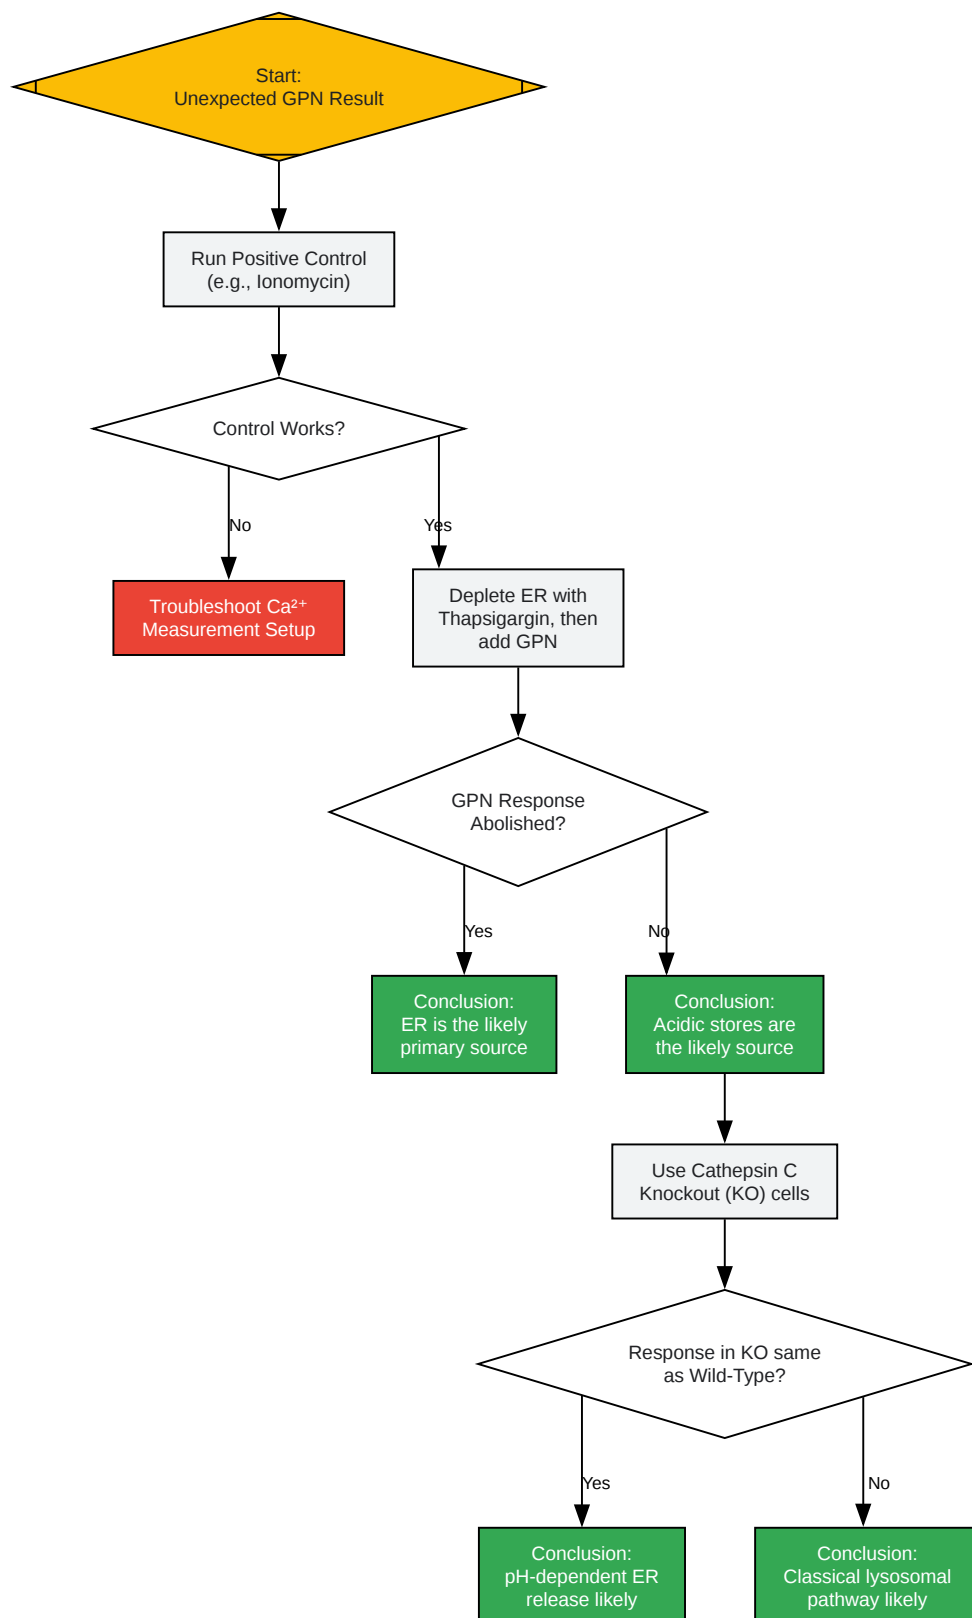 Start:
Unexpected GPN Result
Run Positive Control
(e.g., Ionomycin)
Control Works?
No
Yes
Troubleshoot Ca²⁺
Measurement Setup
Deplete ER with
Thapsigargin, then
add GPN
GPN Response
Abolished?
Yes
No
Conclusion:
ER is the likely
primary source
Conclusion:
Acidic stores are
the likely source
Use Cathepsin C
Knockout (KO) cells
Response in KO same
as Wild-Type?
Yes
No
Conclusion:
pH-dependent ER
release likely
Conclusion:
Classical lysosomal
pathway likely